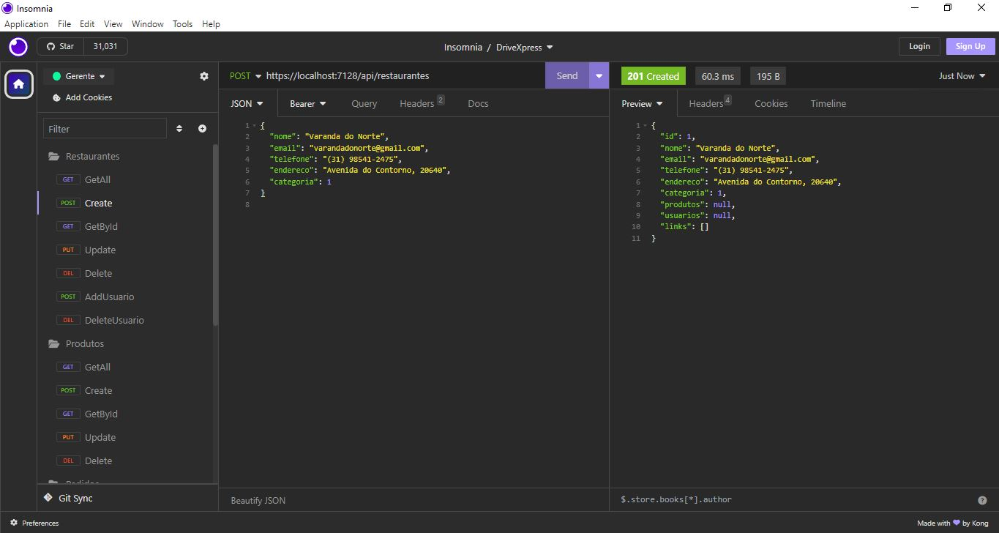 Insomnia
Application File Edit View Window Tools Help
Star 31,031
Insomnia / DriveXpress
Login Sign Up
Gerente
Add Cookies
Filter
Restaurantes
GET GetAll
POST Create
GET GetById
PUT Update
DEL Delete
POST AddUsuario
DEL DeleteUsuario
Produtos
GET GetAll
POST Create
GET GetById
PUT Update
DEL Delete
Pedidos
Git Sync
Preferences
POST https://localhost:7128/api/restaurantes Send
JSON Bearer Query Headers 2 Docs
1 {
2 "nome": "Varanda do Norte",
3 "email": "varandadonorte@gmail.com",
4 "telefone": "(31) 98541-2475",
5 "endereco": "Avenida do Contorno, 20640",
6 "categoria": 1
7 }
8
Beautify JSON
201 Created 60.3 ms 195 B Just Now
Preview Headers 4 Cookies Timeline
1 {
2 "id": 1,
3 "nome": "Varanda do Norte",
4 "email": "varandadonorte@gmail.com",
5 "telefone": "(31) 98541-2475",
6 "endereco": "Avenida do Contorno, 20640",
7 "categoria": 1,
8 "produtos": null,
9 "usuarios": null,
10 "links": []
11 }
$.store.books[*].author
Made with by Kong